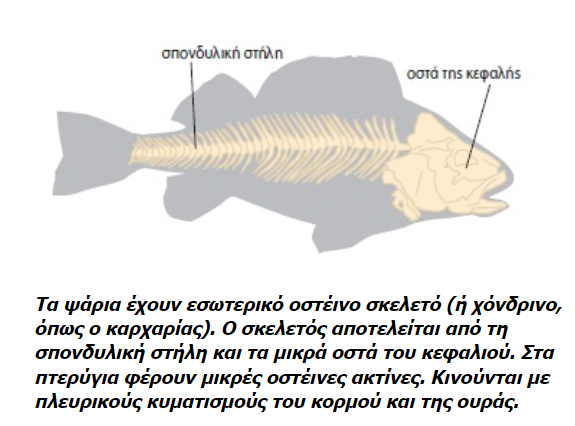 σπονδυλική στήλη
οστά της κεφαλής
Τα ψάρια έχουν εσωτερικό οστέινο σκελετό (ή χόνδρινο,
όπως ο καρχαρίας). Ο σκελετός αποτελείται από τη
σπονδυλική στήλη και τα μικρά οστά του κεφαλιού. Στα
πτερύγια φέρουν μικρές οστέινες ακτίνες. Κινούνται με
πλευρικούς κυματισμούς του κορμού και της ουράς.